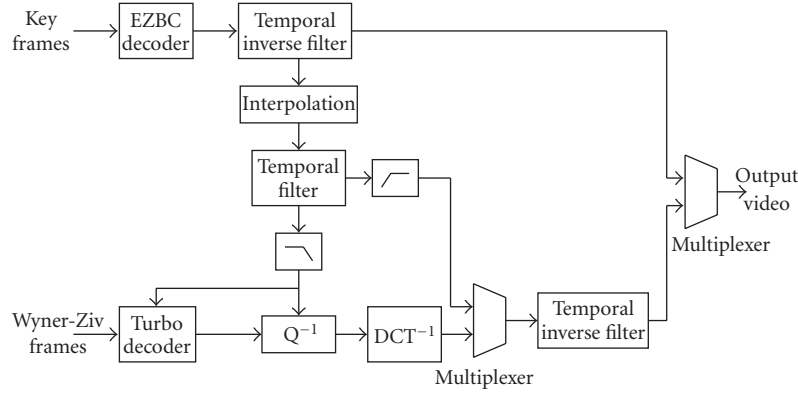 Key
frames
EZBC
decoder
Temporal
inverse filter
Interpolation
Temporal
filter
Output
video
Multiplexer
Wyner-Ziv
frames
Turbo
decoder
Q⁻¹
DCT⁻¹
Multiplexer
Temporal
inverse filter